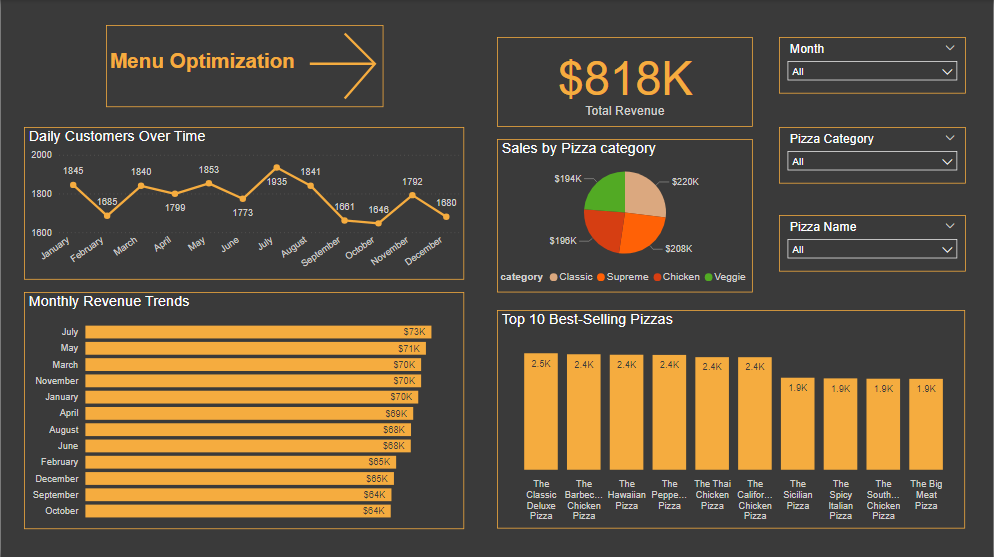 Menu Optimization
$818K
Total Revenue
Month
All
Pizza Category
All
Pizza Name
All
Daily Customers Over Time
2000
1800
1600
1845
1685
1840
1799
1853
1773
1935
1841
1661
1646
1792
1680
January
February
March
April
May
June
July
August
September
October
November
December
Sales by Pizza category
$194K
$220K
$196K
$208K
category Classic Supreme Chicken Veggie
Monthly Revenue Trends
July $73K
May $71K
March $70K
November $70K
January $70K
April $69K
August $68K
June $68K
February $65K
December $65K
September $64K
October $64K
Top 10 Best-Selling Pizzas
2.5K
2.4K
2.4K
2.4K
2.4K
2.4K
1.9K
1.9K
1.9K
1.9K
The
Classic
Deluxe
Pizza
The
Barbec...
Chicken
Pizza
The
Hawaiian
Pizza
The
Peppe...
Pizza
The Thai
Chicken
Pizza
The
Califor...
Chicken
Pizza
The
Sicilian
Pizza
The
Spicy
Italian
Pizza
The
South...
Chicken
Pizza
The Big
Meat
Pizza